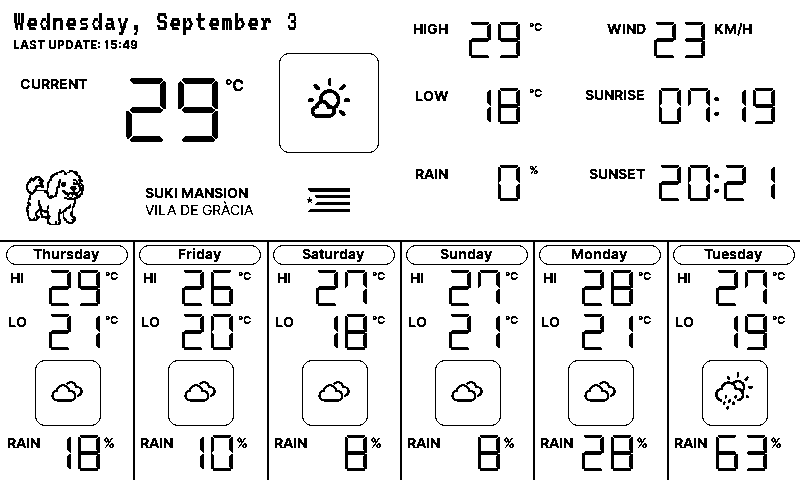 Wednesday, September 3
LAST UPDATE: 15:49
CURRENT 29 °C
SUKI MANSION
VILA DE GRÀCIA
HIGH 29 °C
LOW 18 °C
RAIN 0 %
WIND 23 KM/H
SUNRISE 07:19
SUNSET 20:21
Thursday
HI 29 °C
LO 21 °C
RAIN 18 %
Friday
HI 26 °C
LO 20 °C
RAIN 10 %
Saturday
HI 27 °C
LO 18 °C
RAIN 8 %
Sunday
HI 27 °C
LO 21 °C
RAIN 8 %
Monday
HI 28 °C
LO 21 °C
RAIN 28 %
Tuesday
HI 27 °C
LO 19 °C
RAIN 63 %